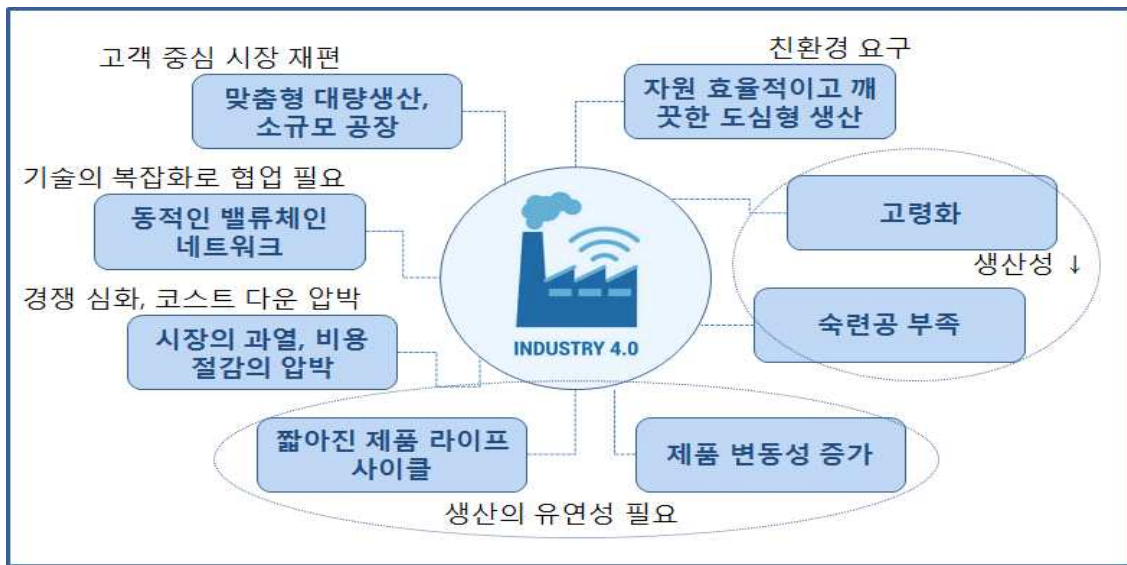 고객 중심 시장 재편
맞춤형 대량생산,
소규모 공장
친환경 요구
자원 효율적이고 깨
끗한 도심형 생산
기술의 복잡화로 협업 필요
동적인 밸류체인
네트워크
고령화
생산성 ↓
숙련공 부족
경쟁 심화, 코스트 다운 압박
시장의 과열, 비용
절감의 압박
INDUSTRY 4.0
짧아진 제품 라이프
사이클
제품 변동성 증가
생산의 유연성 필요